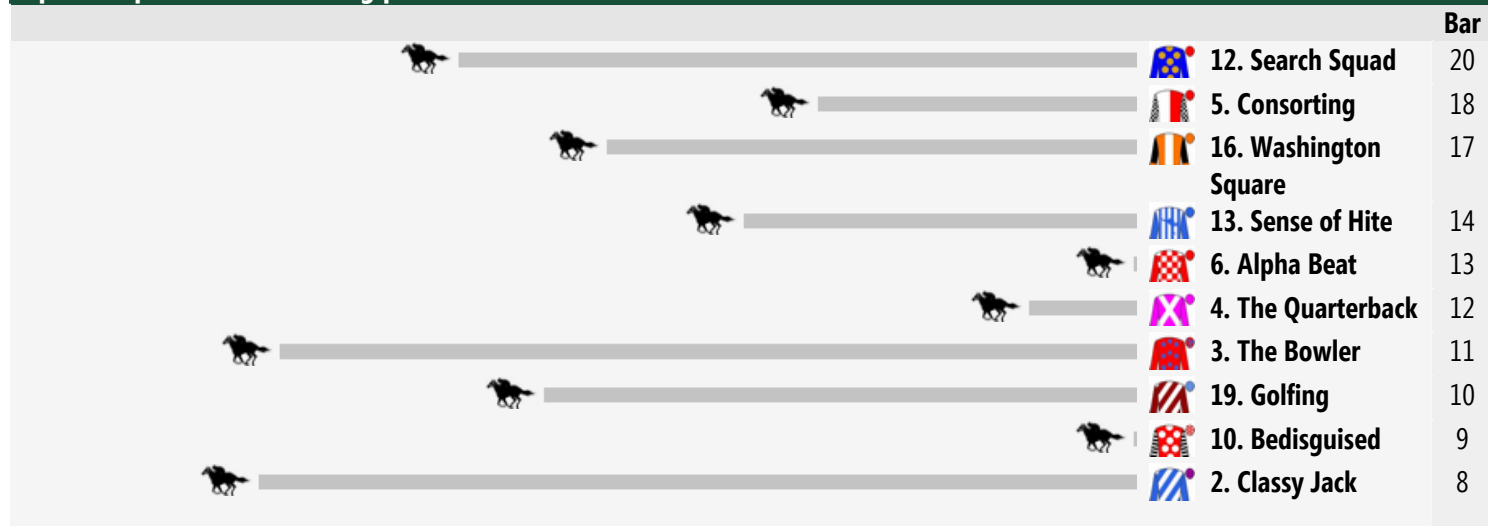 Bar
12. Search Squad 20
5. Consorting 18
16. Washington 17
Square
13. Sense of Hite 14
6. Alpha Beat 13
4. The Quarterback 12
3. The Bowler 11
19. Golfing 10
10. Bedisguised 9
2. Classy Jack 8